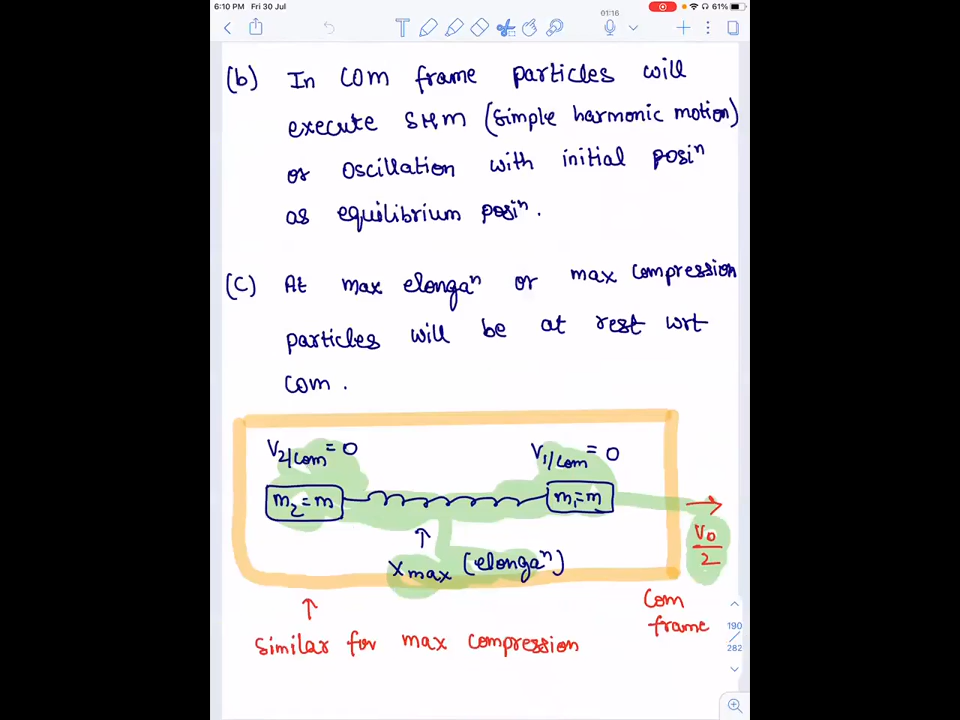 6:10 PM Fri 30 Jul
61%
01:16
T
(b) In COM frame particles will
execute SHM (Simple harmonic motion)
or oscillation with initial posiⁿ
as equilibrium posiⁿ.
(C) At max elongaⁿ or max compression
particles will be at rest wrt
com.
V2/com = 0
V1/com = 0
m2 = m
m1 = m
V0/2
Xmax (elongaⁿ)
Com
frame
Similar for max compression
190
/
282